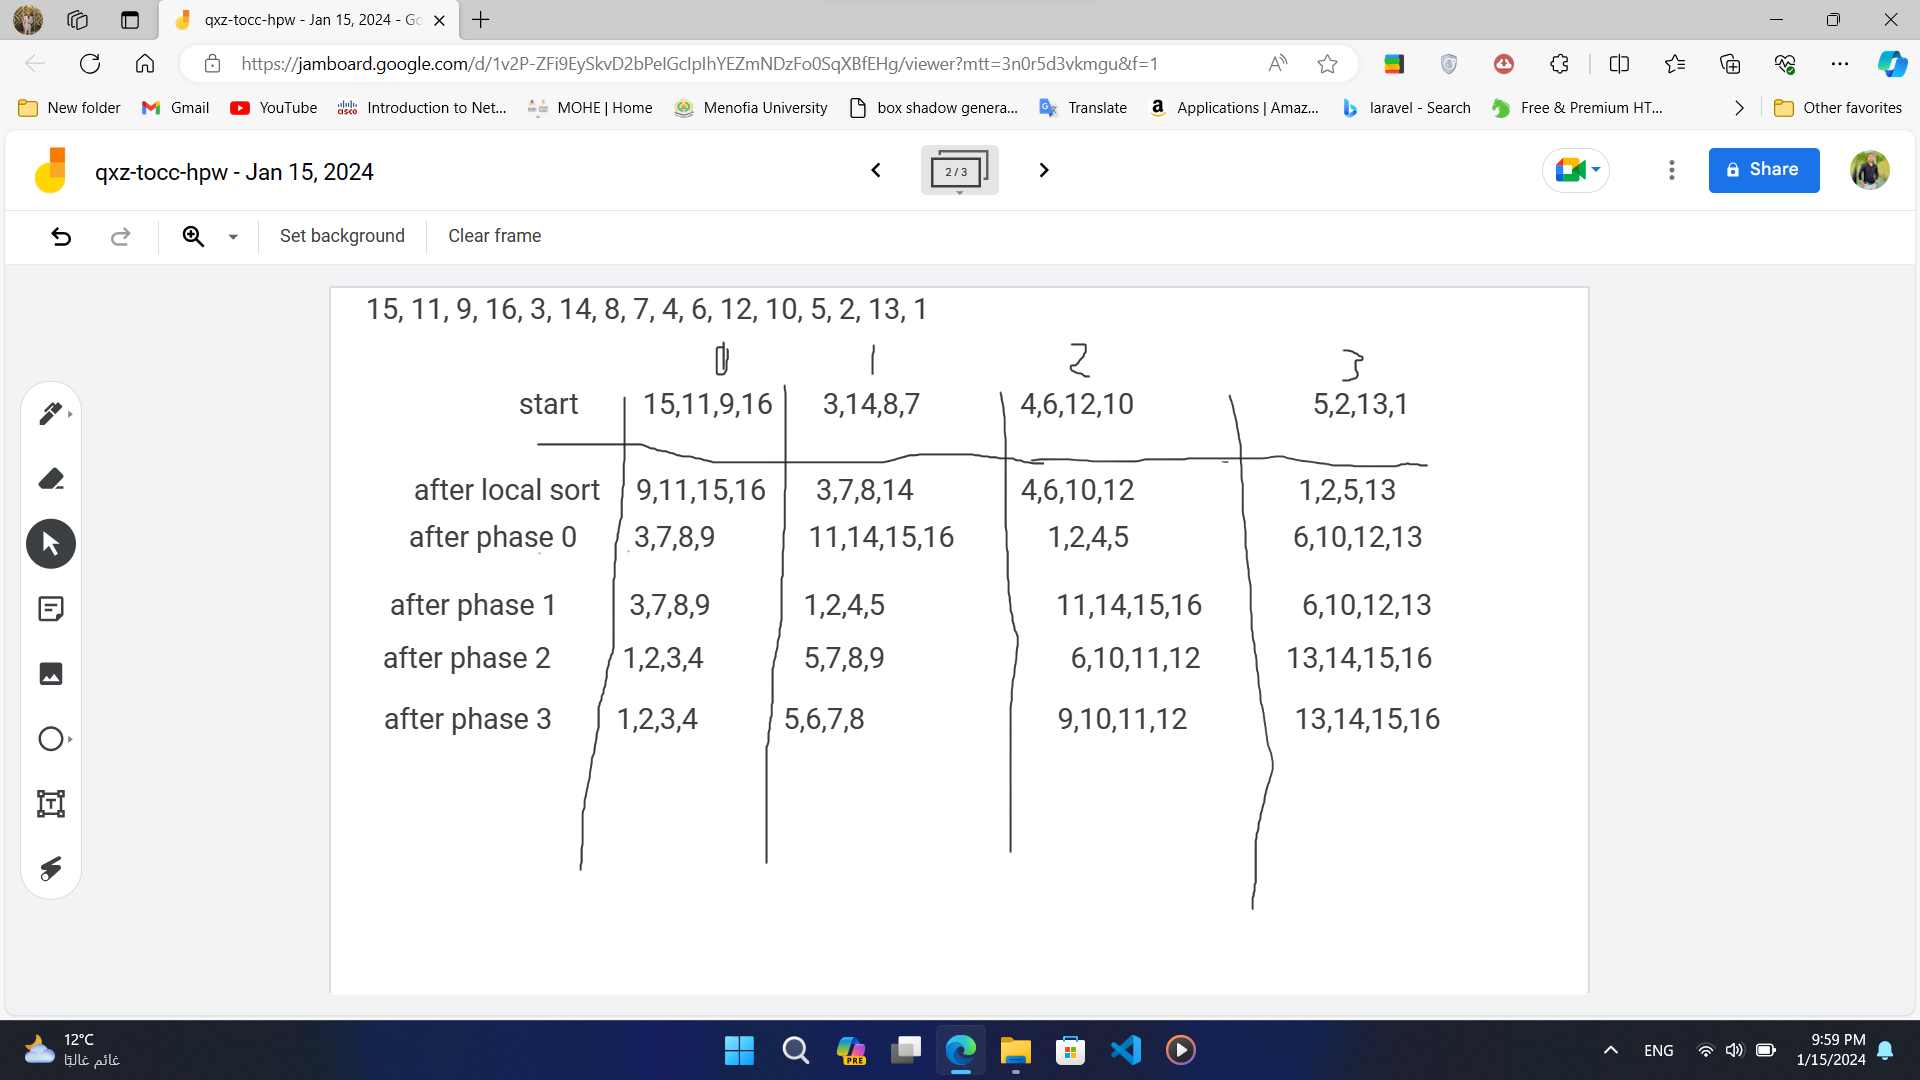 qxz-tocc-hpw - Jan 15, 2024 - Go
https://jamboard.google.com/d/1v2P-ZFi9EySkvD2bPeIGcIpIhYEZmNDzFo0SqXBfEHg/viewer?mtt=3n0r5d3vkmgu&f=1
New folder Gmail YouTube Introduction to Net... MOHE | Home Menofia University box shadow genera... Translate Applications | Amaz... laravel - Search Free & Premium HT... Other favorites
qxz-tocc-hpw - Jan 15, 2024 2 / 3 Share
Set background Clear frame
15, 11, 9, 16, 3, 14, 8, 7, 4, 6, 12, 10, 5, 2, 13, 1
0 1 2 3
start 15,11,9,16 3,14,8,7 4,6,12,10 5,2,13,1
after local sort 9,11,15,16 3,7,8,14 4,6,10,12 1,2,5,13
after phase 0 3,7,8,9 11,14,15,16 1,2,4,5 6,10,12,13
after phase 1 3,7,8,9 1,2,4,5 11,14,15,16 6,10,12,13
after phase 2 1,2,3,4 5,7,8,9 6,10,11,12 13,14,15,16
after phase 3 1,2,3,4 5,6,7,8 9,10,11,12 13,14,15,16
12°C
غائم غالبًا
PRE
ENG
9:59 PM
1/15/2024